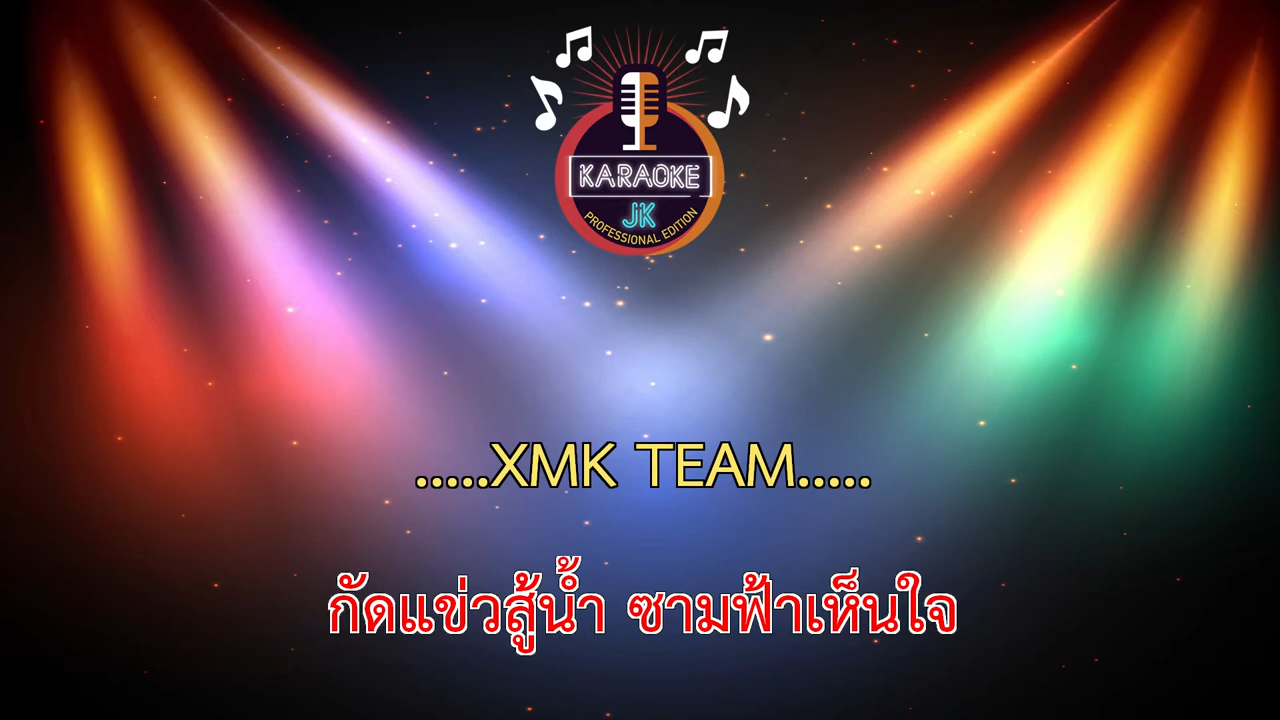 KARAOKE
JK
PROFESSIONAL EDITION
.....XMK TEAM.....
กัดแข่วสู้น้ำ ซามฟ้าเห็นใจ